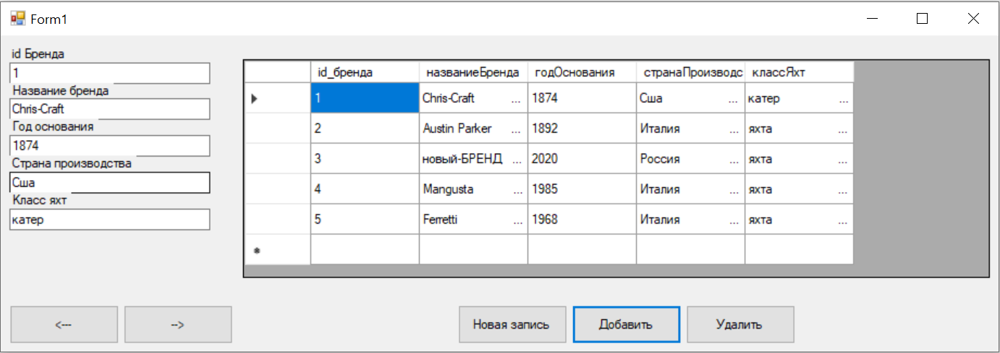 Form1
id Бренда
1
Название бренда
Chris-Craft
Год основания
1874
Страна производства
Сша
Класс яхт
катер
id_бренда названиеБренда годОснования странаПроизводс классЯхт
1 Chris-Craft ... 1874 Сша ... катер ...
2 Austin Parker ... 1892 Италия ... яхта ...
3 новый-БРЕНД ... 2020 Россия ... яхта ...
4 Mangusta ... 1985 Италия ... яхта ...
5 Ferretti ... 1968 Италия ... яхта ...
<--- --> Новая запись Добавить Удалить